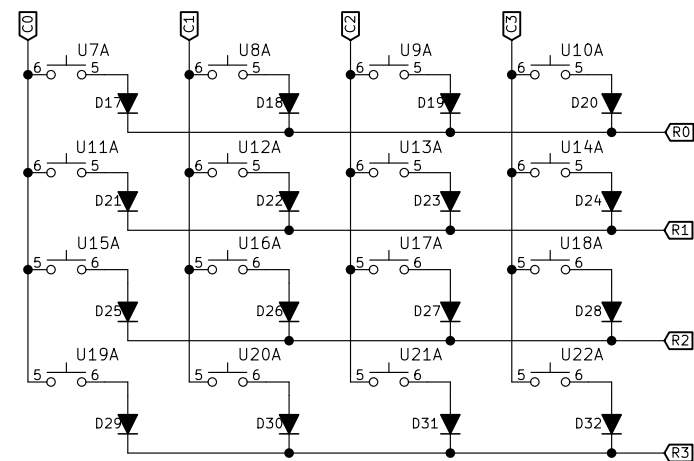 C0 C1 C2 C3
U7A U8A U9A U10A
6 5 6 5 6 5 6 5
D17 D18 D19 D20
R0
U11A U12A U13A U14A
6 5 6 5 6 5 6 5
D21 D22 D23 D24
R1
U15A U16A U17A U18A
5 6 5 6 5 6 5 6
D25 D26 D27 D28
R2
U19A U20A U21A U22A
5 6 5 6 5 6 5 6
D29 D30 D31 D32
R3